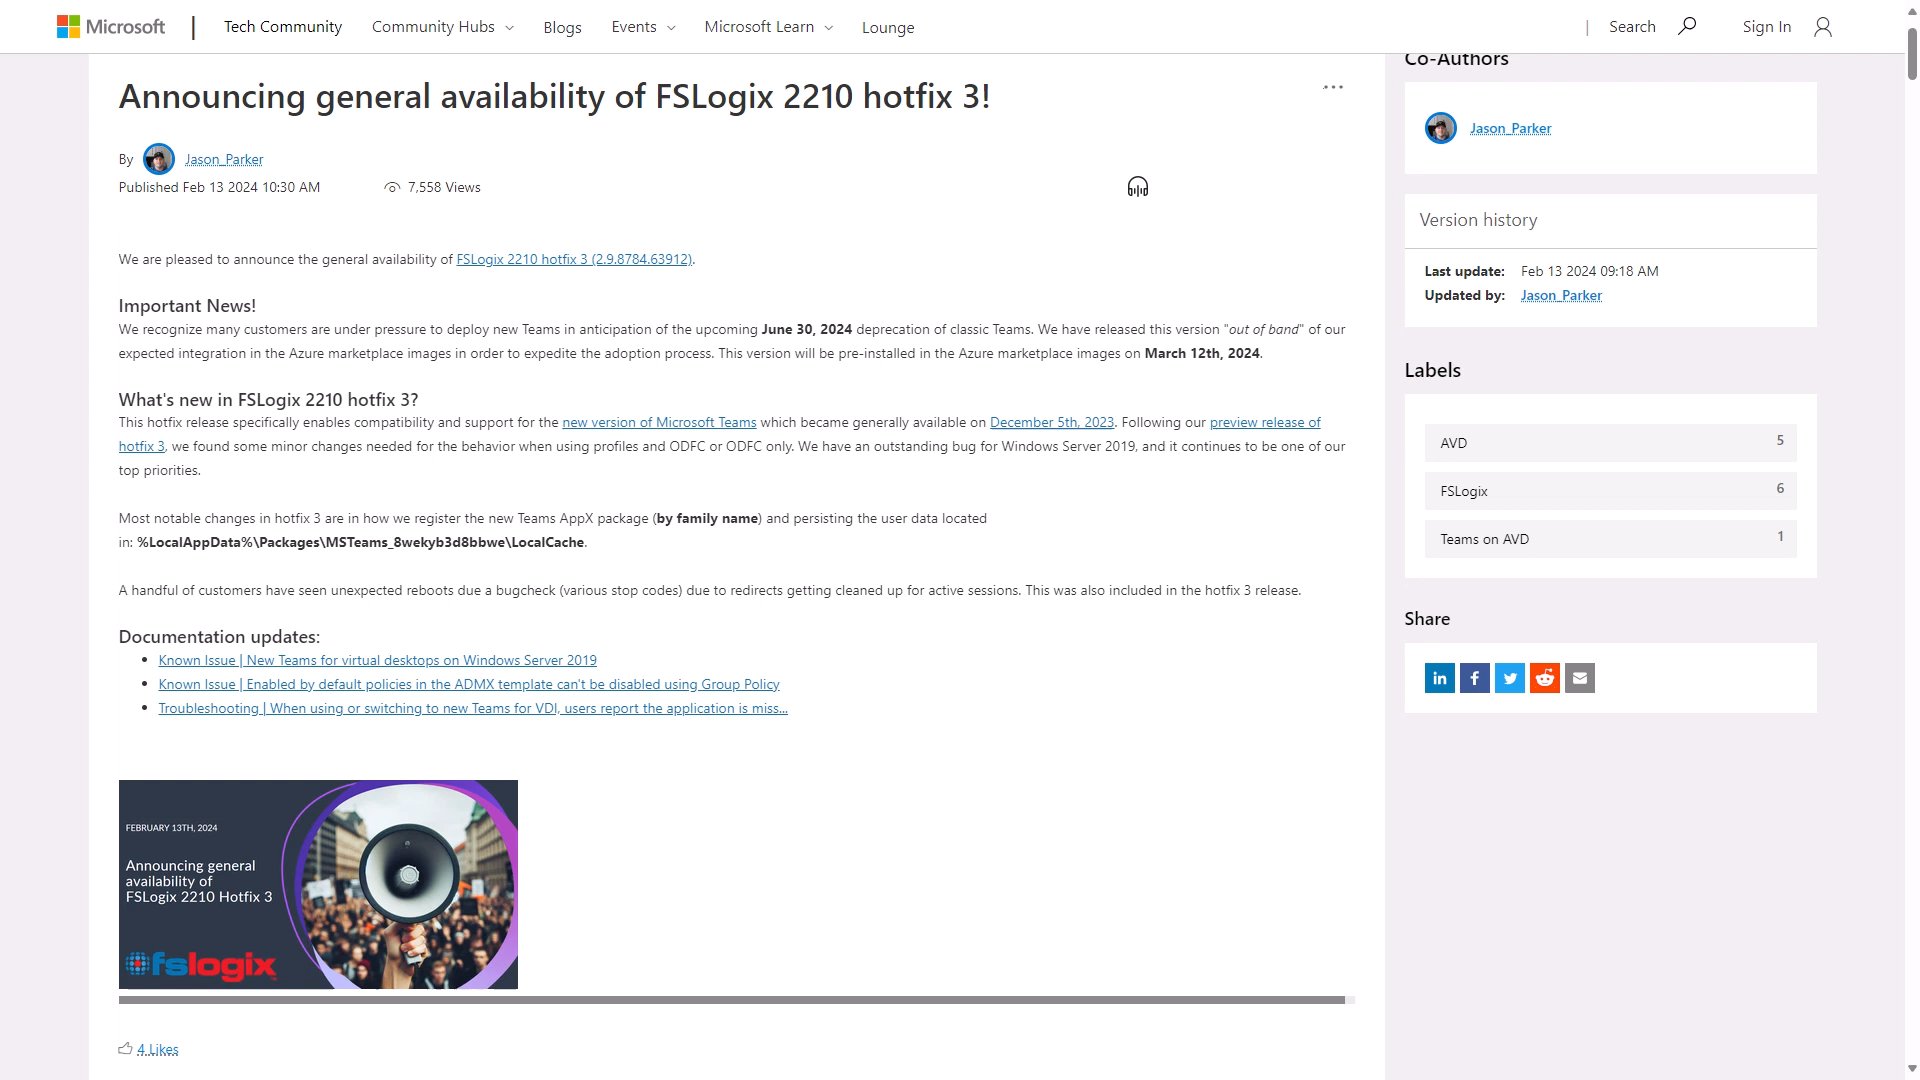 Microsoft | Tech Community Community Hubs Blogs Events Microsoft Learn Lounge | Search Sign In
Announcing general availability of FSLogix 2210 hotfix 3!
By Jason_Parker
Published Feb 13 2024 10:30 AM 7,558 Views
We are pleased to announce the general availability of FSLogix 2210 hotfix 3 (2.9.8784.63912).
Important News!
We recognize many customers are under pressure to deploy new Teams in anticipation of the upcoming June 30, 2024 deprecation of classic Teams. We have released this version "out of band" of our
expected integration in the Azure marketplace images in order to expedite the adoption process. This version will be pre-installed in the Azure marketplace images on March 12th, 2024.
What's new in FSLogix 2210 hotfix 3?
This hotfix release specifically enables compatibility and support for the new version of Microsoft Teams which became generally available on December 5th, 2023. Following our preview release of
hotfix 3, we found some minor changes needed for the behavior when using profiles and ODFC or ODFC only. We have an outstanding bug for Windows Server 2019, and it continues to be one of our
top priorities.
Most notable changes in hotfix 3 are in how we register the new Teams AppX package (by family name) and persisting the user data located
in: %LocalAppData%\Packages\MSTeams_8wekyb3d8bbwe\LocalCache.
A handful of customers have seen unexpected reboots due a bugcheck (various stop codes) due to redirects getting cleaned up for active sessions. This was also included in the hotfix 3 release.
Documentation updates:
Known Issue | New Teams for virtual desktops on Windows Server 2019
Known Issue | Enabled by default policies in the ADMX template can't be disabled using Group Policy
Troubleshooting | When using or switching to new Teams for VDI, users report the application is miss...
FEBRUARY 13TH, 2024
Announcing general
availability of
FSLogix 2210 Hotfix 3
fslogix
4 Likes
Co-Authors
Jason_Parker
Version history
Last update: Feb 13 2024 09:18 AM
Updated by: Jason_Parker
Labels
AVD 5
FSLogix 6
Teams on AVD 1
Share